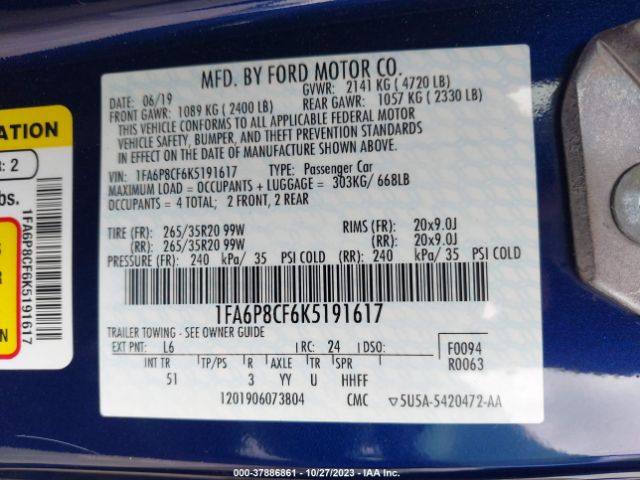 MFD. BY FORD MOTOR CO.
DATE: 06/19
GVWR: 2141 KG ( 4720 LB)
FRONT GAWR: 1089 KG ( 2400 LB)
REAR GAWR: 1057 KG ( 2330 LB)
THIS VEHICLE CONFORMS TO ALL APPLICABLE FEDERAL MOTOR
VEHICLE SAFETY, BUMPER, AND THEFT PREVENTION STANDARDS
IN EFFECT ON THE DATE OF MANUFACTURE SHOWN ABOVE.
VIN: 1FA6P8CF6K5191617 TYPE: Passenger Car
MAXIMUM LOAD = OCCUPANTS + LUGGAGE = 303KG/ 668LB
OCCUPANTS = 4 TOTAL; 2 FRONT, 2 REAR
TIRE (FR): 265/35R20 99W RIMS (FR): 20x9.0J
(RR): 265/35R20 99W (RR): 20x9.0J
PRESSURE (FR): 240 kPa/ 35 PSI COLD (RR): 240 kPa/ 35 PSI COLD
1FA6P8CF6K5191617
TRAILER TOWING - SEE OWNER GUIDE
EXT PNT: L6 RC: 24 DSO: F0094
R0063
INT TR TP/PS R AXLE TR SPR
51 3 YY U HHFF
1201906073804 CMC 5U5A-5420472-AA
ATION
R: 2
bs.
S
ER
ON
1FA6P8CF6K5191617
000-37886861 - 10/27/2023 - IAA Inc.